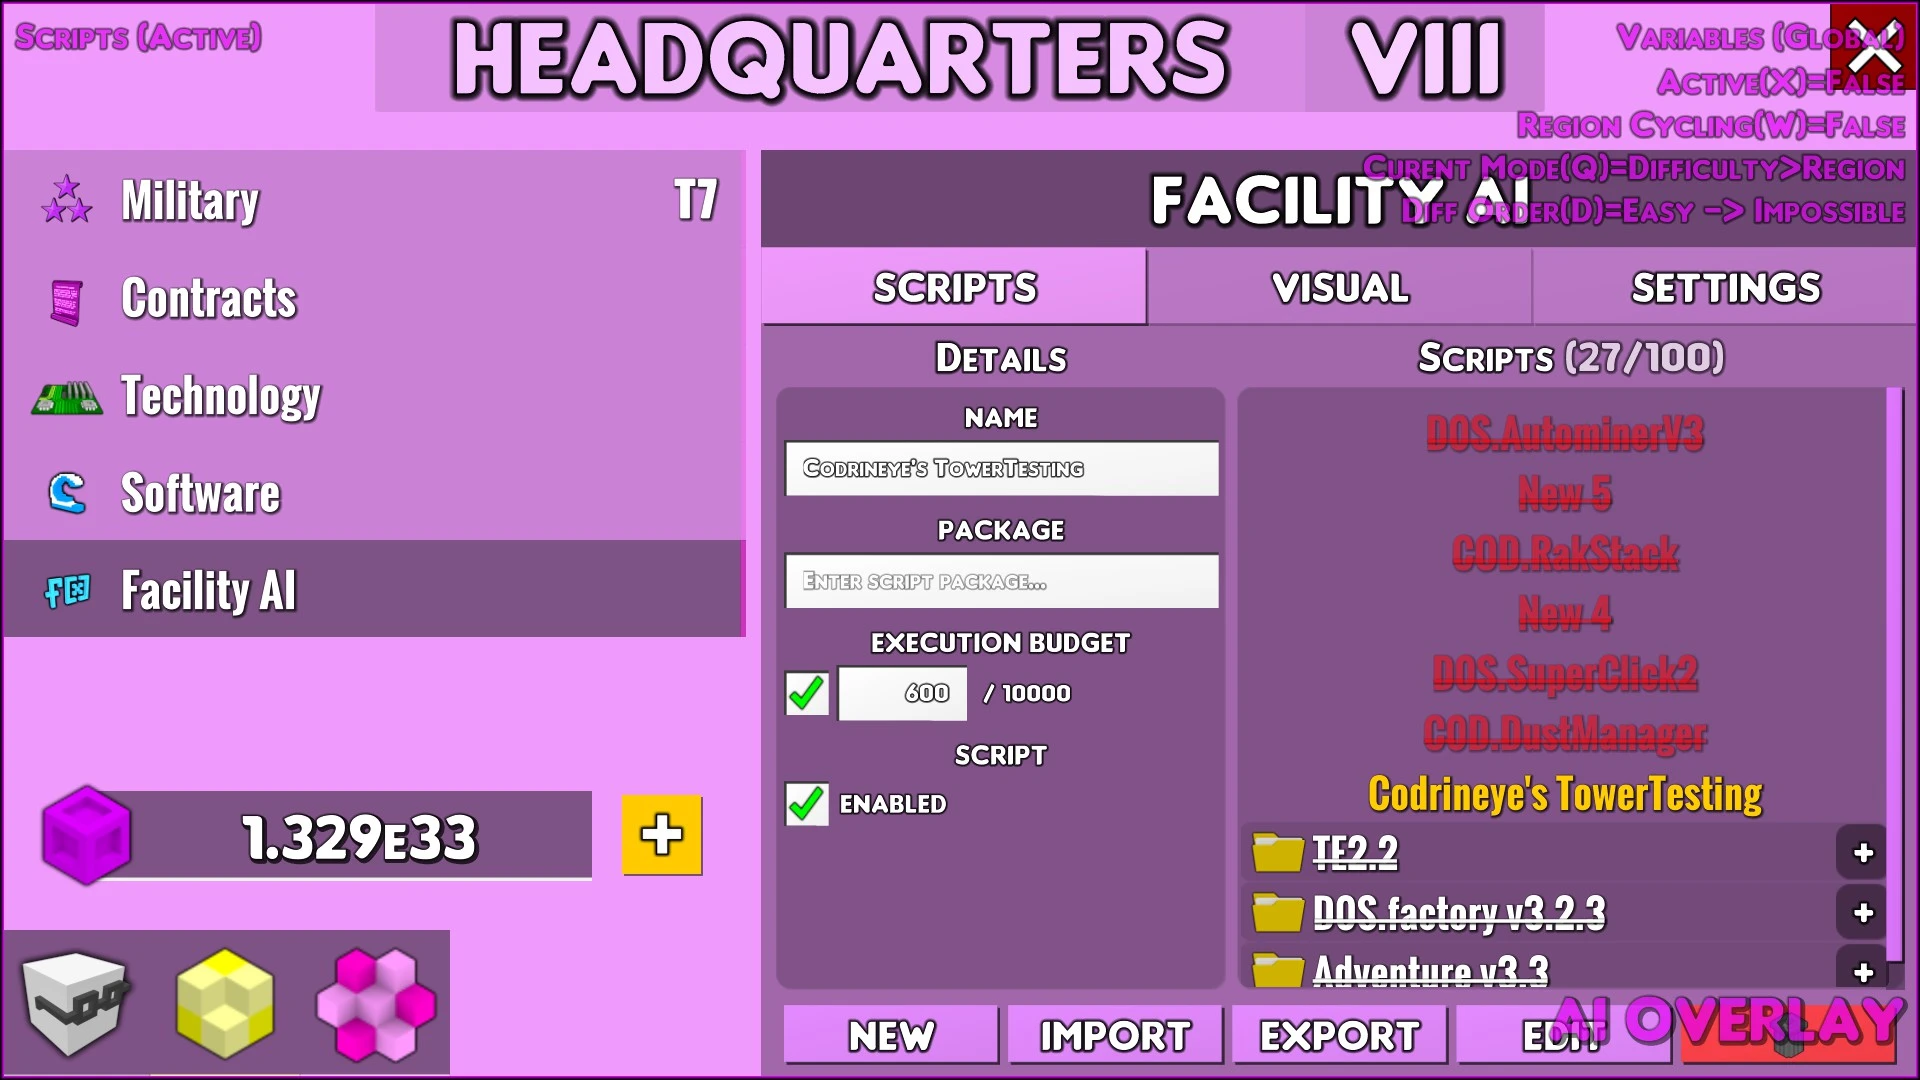 Scripts (Active)
HEADQUARTERS VIII
Variables (Global)
Active(X)=False
Region Cycling(W)=False
Curent Mode(Q)=Difficulty>Region
Diff Order(D)=Easy -> Impossible
Military T7
Contracts
Technology
Software
Facility AI
1.329E33
+
FACILITY AI
SCRIPTS VISUAL SETTINGS
Details
NAME
Codrineye's TowerTesting
PACKAGE
Enter script package...
EXECUTION BUDGET
600 / 10000
SCRIPT
ENABLED
Scripts (27/100)
DOS.AutominerV3
New 5
COD.RakStack
New 4
DOS.SuperClick2
COD.DustManager
Codrineye's TowerTesting
TE2.2 +
DOS.factory v3.2.3 +
Adventure v3.3 +
NEW IMPORT EXPORT EDIT
AI OVERLAY